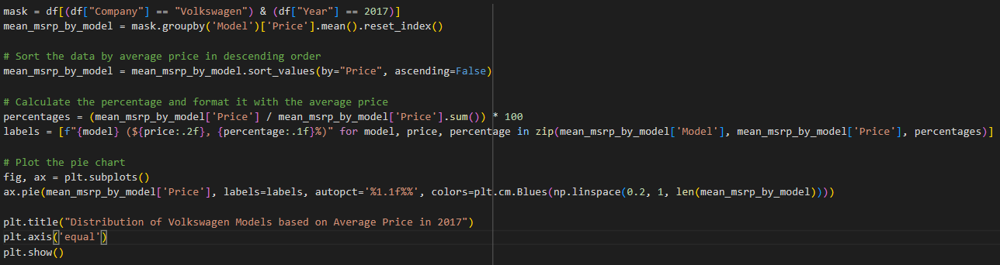 mask = df[(df["Company"] == "Volkswagen") & (df["Year"] == 2017)]
mean_msrp_by_model = mask.groupby('Model')['Price'].mean().reset_index()
# Sort the data by average price in descending order
mean_msrp_by_model = mean_msrp_by_model.sort_values(by="Price", ascending=False)
# Calculate the percentage and format it with the average price
percentages = (mean_msrp_by_model['Price'] / mean_msrp_by_model['Price'].sum()) * 100
labels = [f"{model} (${price:.2f}, {percentage:.1f}%)" for model, price, percentage in zip(mean_msrp_by_model['Model'], mean_msrp_by_model['Price'], percentages)]
# Plot the pie chart
fig, ax = plt.subplots()
ax.pie(mean_msrp_by_model['Price'], labels=labels, autopct='%1.1f%%', colors=plt.cm.Blues(np.linspace(0.2, 1, len(mean_msrp_by_model))))
plt.title("Distribution of Volkswagen Models based on Average Price in 2017")
plt.axis('equal')
plt.show()